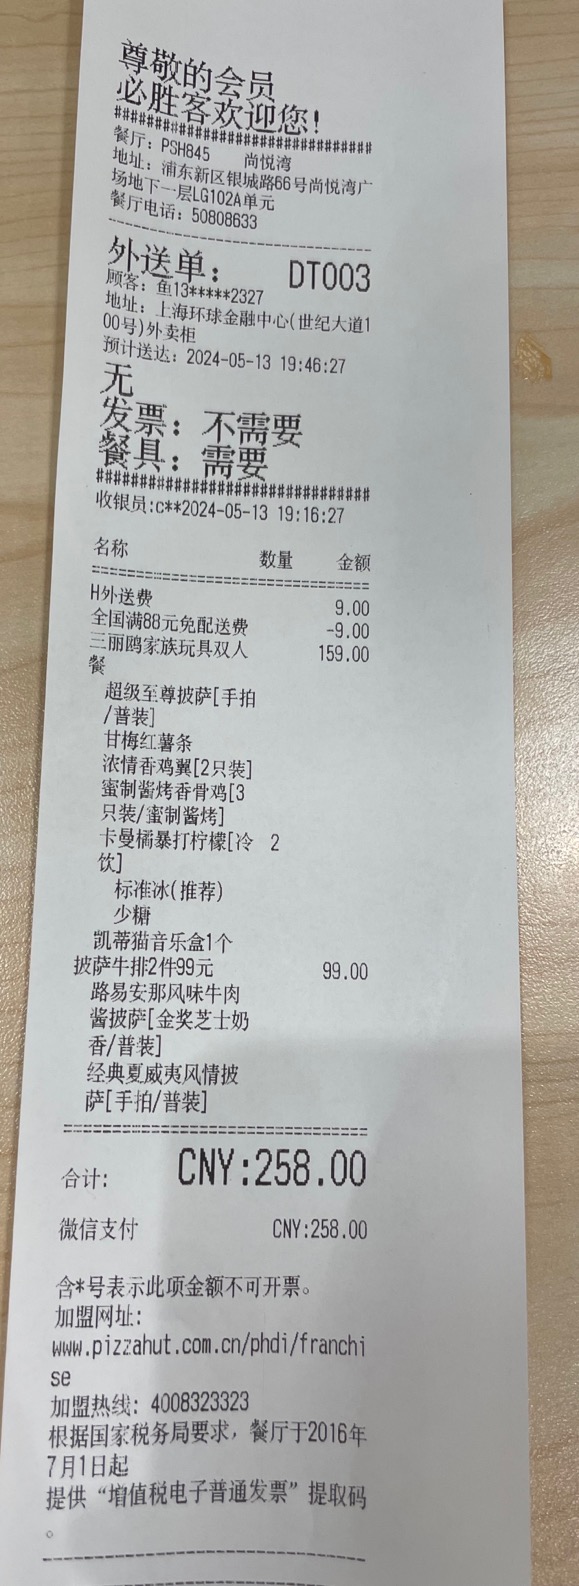 尊敬的会员
必胜客欢迎您!
################################
餐厅: PSH845 尚悦湾
地址: 浦东新区银城路66号尚悦湾广
场地下一层LG102A单元
餐厅电话: 50808633
外送单: DT003
顾客: 鱼13*****2327
地址: 上海环球金融中心(世纪大道1
00号)外卖柜
预计送达: 2024-05-13 19:46:27
无
发票: 不需要
餐具: 需要
################################
收银员:c**2024-05-13 19:16:27
名称 数量 金额
================================
H外送费 9.00
全国满88元免配送费 -9.00
三丽鸥家族玩具双人 159.00
餐
超级至尊披萨[手拍
/普装]
甘梅红薯条
浓情香鸡翼[2只装]
蜜制酱烤香骨鸡[3
只装/蜜制酱烤]
卡曼橘暴打柠檬[冷 2
饮]
标准冰(推荐)
少糖
凯蒂猫音乐盒1个
披萨牛排2件99元 99.00
路易安那风味牛肉
酱披萨[金奖芝士奶
香/普装]
经典夏威夷风情披
萨[手拍/普装]
================================
合计: CNY:258.00
微信支付 CNY:258.00
含*号表示此项金额不可开票。
加盟网址:
www.pizzahut.com.cn/phdi/franchi
se
加盟热线: 4008323323
根据国家税务局要求，餐厅于2016年
7月1日起
提供“增值税电子普通发票”提取码
。